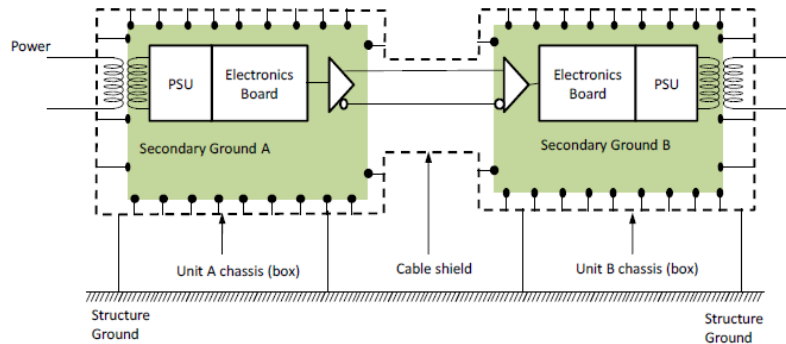 Power
PSU
Electronics
Board
Electronics
Board
PSU
Secondary Ground A
Secondary Ground B
Unit A chassis (box)
Cable shield
Unit B chassis (box)
Structure
Ground
Structure
Ground